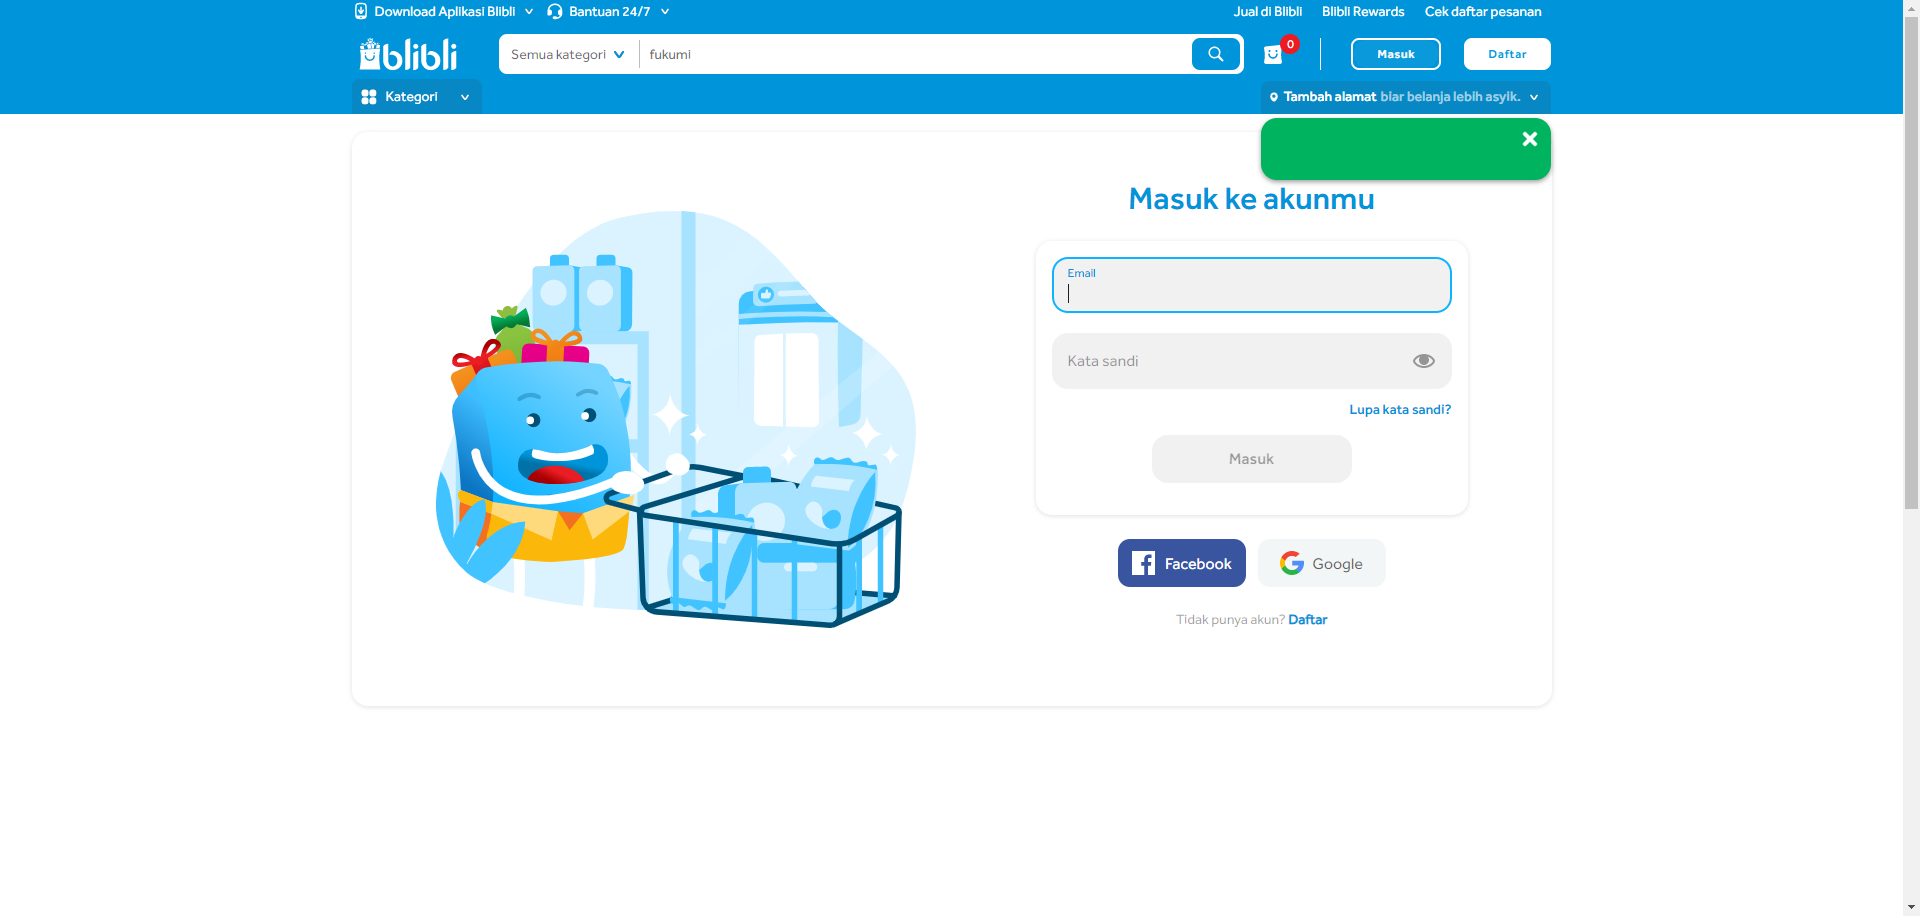 Download Aplikasi Blibli
Bantuan 24/7
Jual di Blibli
Blibli Rewards
Cek daftar pesanan
blibli
Semua kategori
fukumi
0
Masuk
Daftar
Kategori
Tambah alamat biar belanja lebih asyik.
Masuk ke akunmu
Email
Kata sandi
Lupa kata sandi?
Masuk
Facebook
Google
Tidak punya akun? Daftar